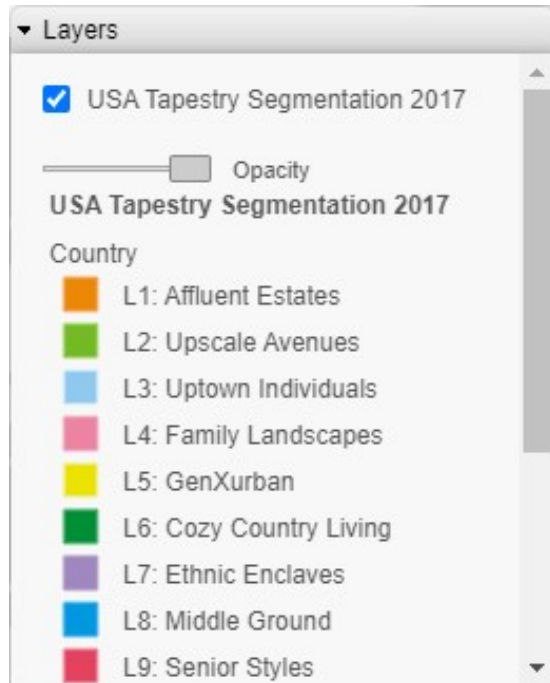 Layers
USA Tapestry Segmentation 2017
Opacity
USA Tapestry Segmentation 2017
Country
L1: Affluent Estates
L2: Upscale Avenues
L3: Uptown Individuals
L4: Family Landscapes
L5: GenXurban
L6: Cozy Country Living
L7: Ethnic Enclaves
L8: Middle Ground
L9: Senior Styles